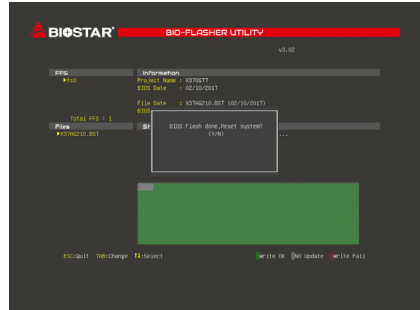 BIOSTAR®
BIO-FLASHER UTILITY
v3.02
FFS
Information
▶fs0
Project Name : X370GT7
BIOS Date : 02/10/2017
File Date : X37AG210.BST (02/10/2017)
BIOS
Total FFS : 1
Files
St
▶X37AG210.BST
BIOS Flash done,Reset system?
(Y/N)
...
ESC:Quit TAB:Change ↑↓:Select
Write OK NO Update Write Fail